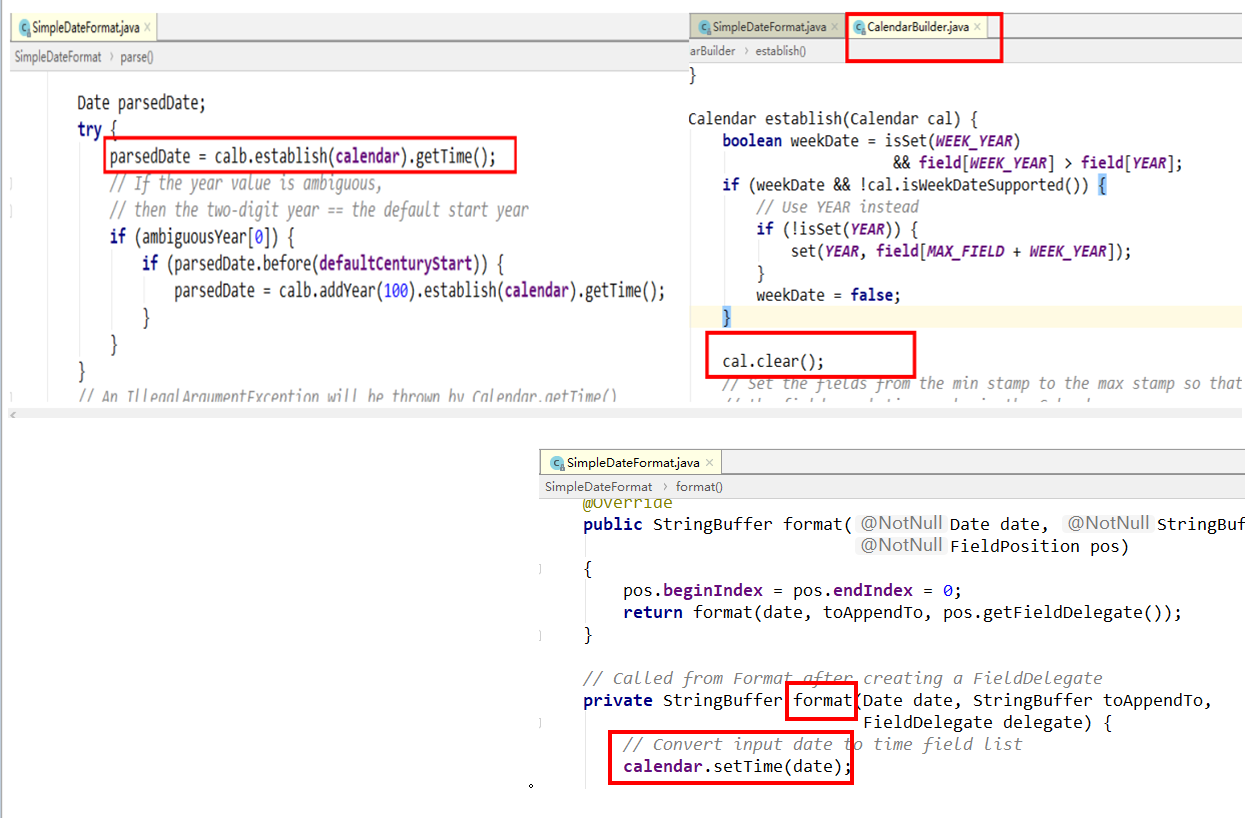 SimpleDateFormat.java ×
SimpleDateFormat › parse()
Date parsedDate;
try {
parsedDate = calb.establish(calendar).getTime();
// If the year value is ambiguous,
// then the two-digit year == the default start year
if (ambiguousYear[0]) {
if (parsedDate.before(defaultCenturyStart)) {
parsedDate = calb.addYear(100).establish(calendar).getTime();
}
}
}
// An IllegalArgumentException will be thrown by Calendar.getTime()
SimpleDateFormat.java × CalendarBuilder.java ×
arBuilder › establish()
}
Calendar establish(Calendar cal) {
boolean weekDate = isSet(WEEK_YEAR)
&& field[WEEK_YEAR] > field[YEAR];
if (weekDate && !cal.isWeekDateSupported()) {
// Use YEAR instead
if (!isSet(YEAR)) {
set(YEAR, field[MAX_FIELD + WEEK_YEAR]);
}
weekDate = false;
}
cal.clear();
// Set the fields from the min stamp to the max stamp so that
SimpleDateFormat.java ×
SimpleDateFormat › format()
@Override
public StringBuffer format( @NotNull Date date, @NotNull StringBuf
@NotNull FieldPosition pos)
{
pos.beginIndex = pos.endIndex = 0;
return format(date, toAppendTo, pos.getFieldDelegate());
}
// Called from Format after creating a FieldDelegate
private StringBuffer format(Date date, StringBuffer toAppendTo,
FieldDelegate delegate) {
// Convert input date to time field list
calendar.setTime(date);
。